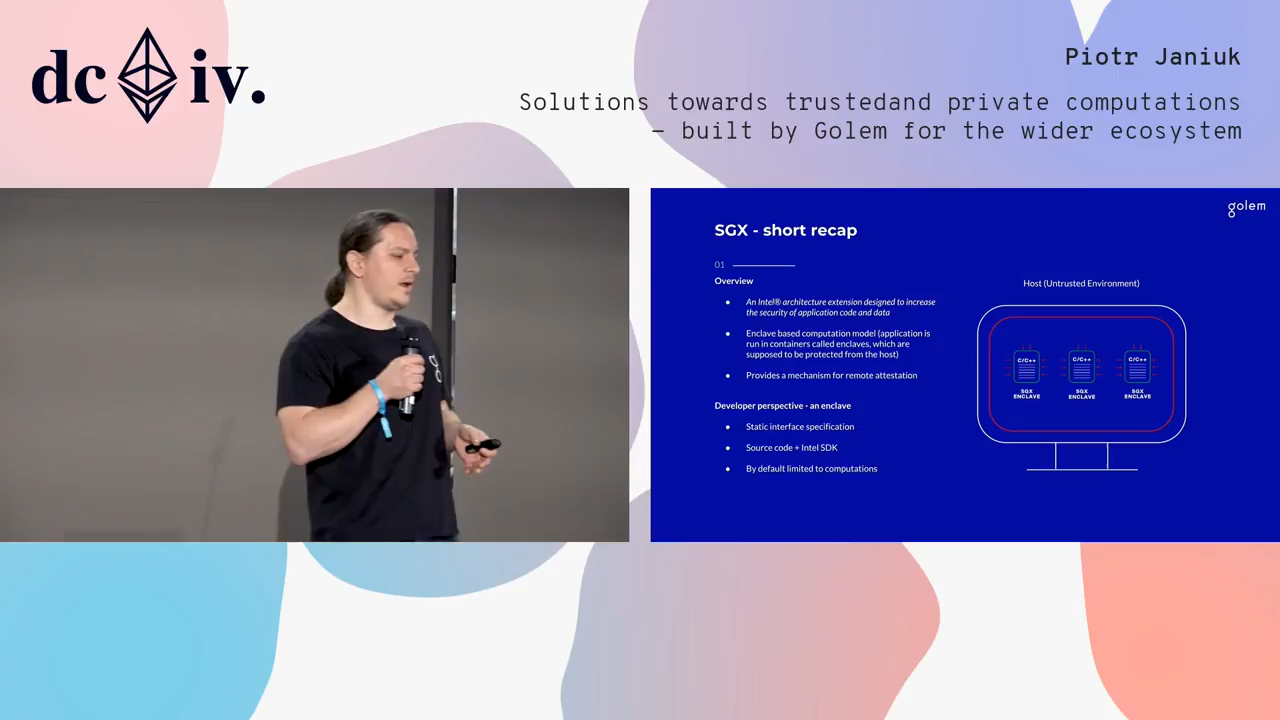 dc iv.
Piotr Janiuk
Solutions towards trustedand private computations
– built by Golem for the wider ecosystem
golem
SGX - short recap
01
Overview
● An Intel® architecture extension designed to increase
the security of application code and data
● Enclave based computation model (application is
run in containers called enclaves, which are
supposed to be protected from the host)
● Provides a mechanism for remote attestation
Developer perspective - an enclave
● Static interface specification
● Source code + Intel SDK
● By default limited to computations
Host (Untrusted Environment)
C/C++ C/C++ C/C++
SGX SGX SGX
ENCLAVE ENCLAVE ENCLAVE